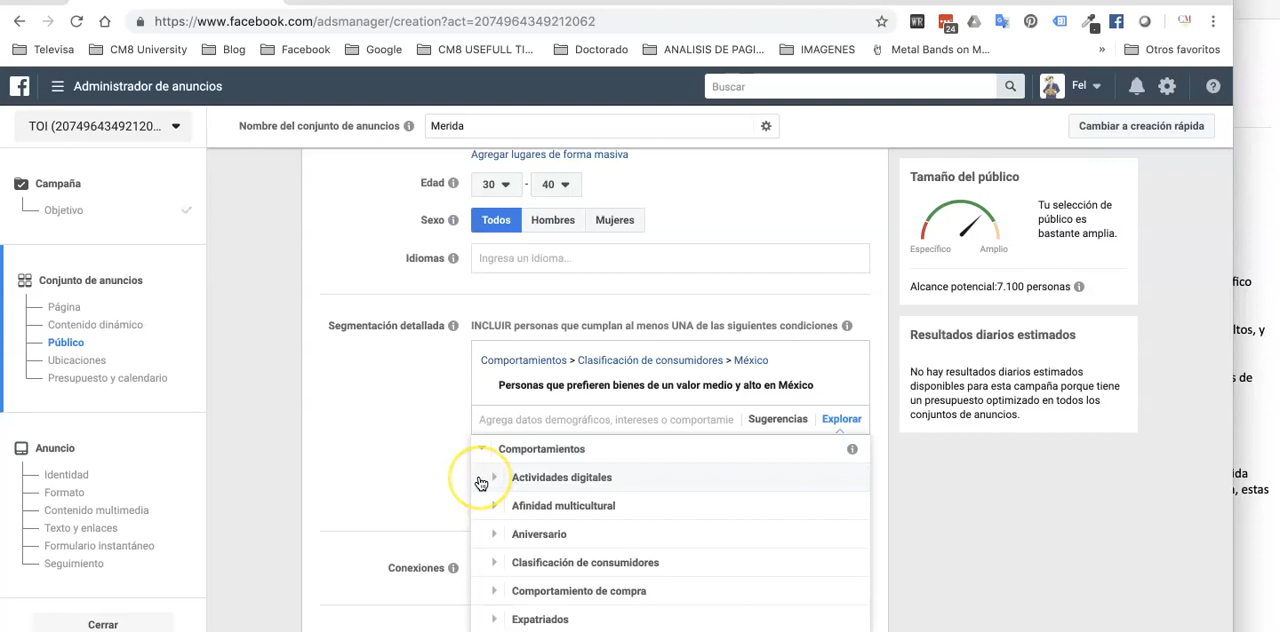 https://www.facebook.com/adsmanager/creation?act=2074964349212062
WR
24
CM
Televisa
CM8 University
Blog
Facebook
Google
CM8 USEFULL TI...
Doctorado
ANALISIS DE PAGI...
IMAGENES
Metal Bands on M...
»
Otros favoritos
Administrador de anuncios
Buscar
Fel
TOI (20749643492120...
Nombre del conjunto de anuncios
Merida
Cambiar a creación rápida
Campaña
Objetivo
Conjunto de anuncios
Página
Contenido dinámico
Público
Ubicaciones
Presupuesto y calendario
Anuncio
Identidad
Formato
Contenido multimedia
Texto y enlaces
Formulario instantáneo
Seguimiento
Cerrar
Agregar lugares de forma masiva
Edad
30 - 40
Sexo
Todos Hombres Mujeres
Idiomas
Ingresa un idioma...
Segmentación detallada
INCLUIR personas que cumplan al menos UNA de las siguientes condiciones
Comportamientos > Clasificación de consumidores > México
Personas que prefieren bienes de un valor medio y alto en México
Agrega datos demográficos, intereses o comportamie
Sugerencias
Explorar
Comportamientos
Actividades digitales
Afinidad multicultural
Aniversario
Clasificación de consumidores
Comportamiento de compra
Expatriados
Conexiones
Tamaño del público
Tu selección de
público es
bastante amplia.
Específico
Amplio
Alcance potencial:7.100 personas
Resultados diarios estimados
No hay resultados diarios estimados
disponibles para esta campaña porque tiene
un presupuesto optimizado en todos los
conjuntos de anuncios.
fico
ltos, y
s de
ida
, estas